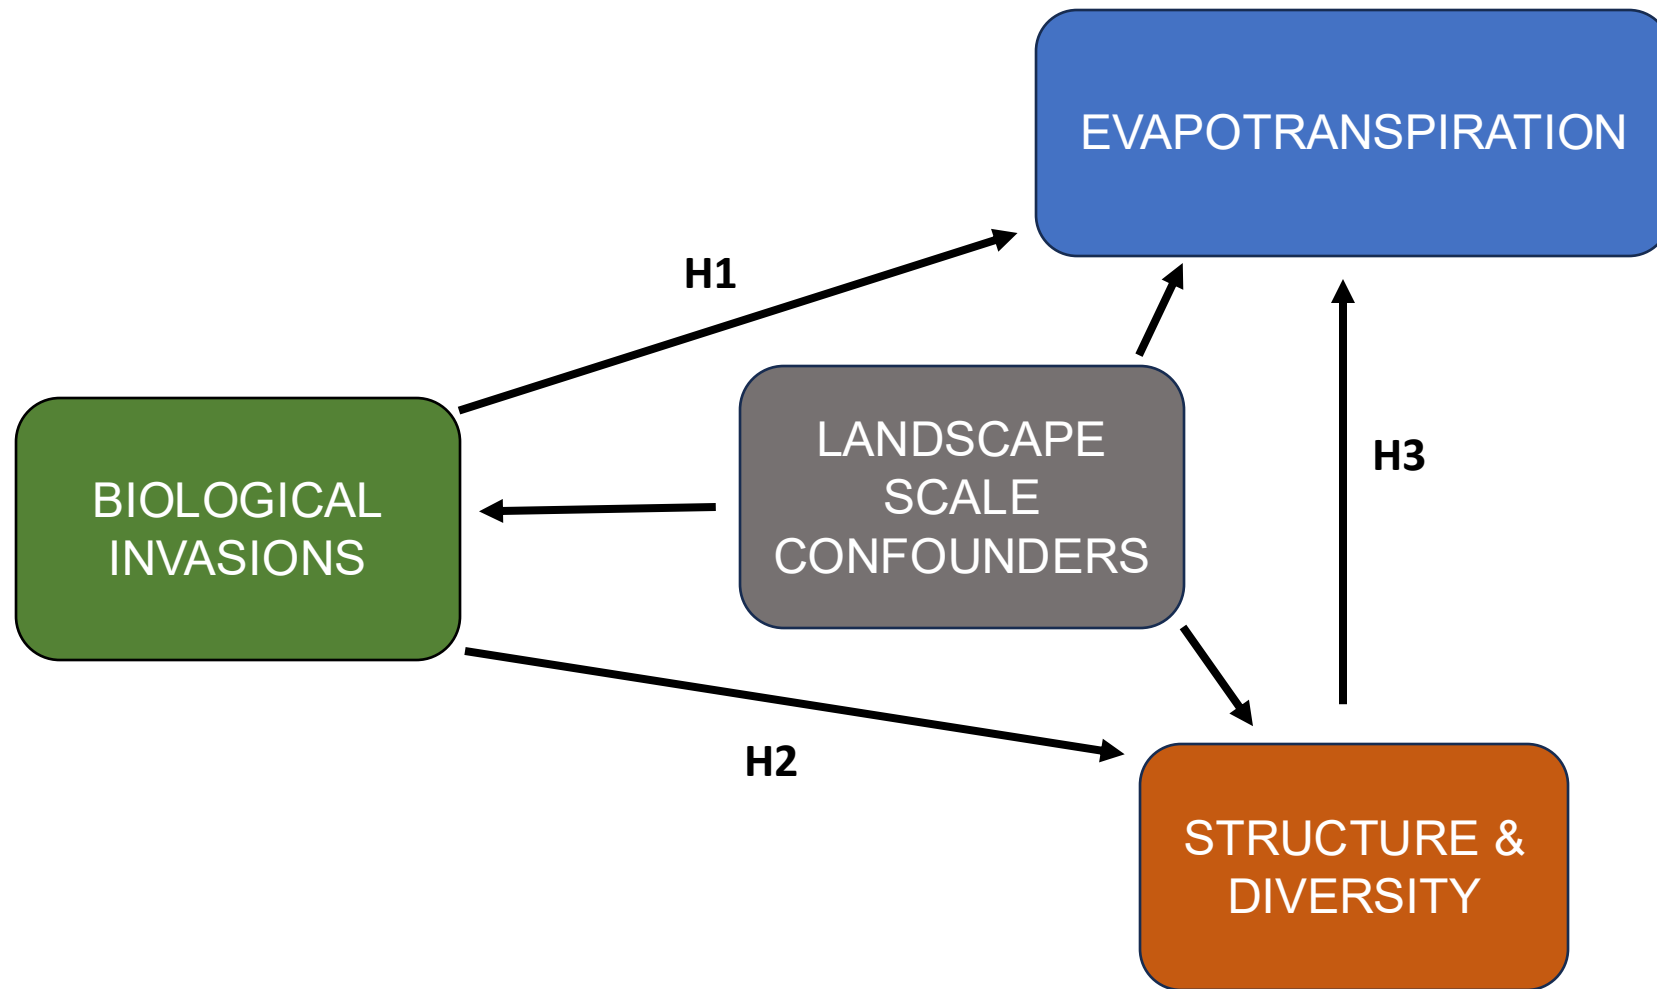 EVAPOTRANSPIRATION
H1
LANDSCAPE
SCALE
CONFOUNDERS
H3
BIOLOGICAL
INVASIONS
H2
STRUCTURE &
DIVERSITY